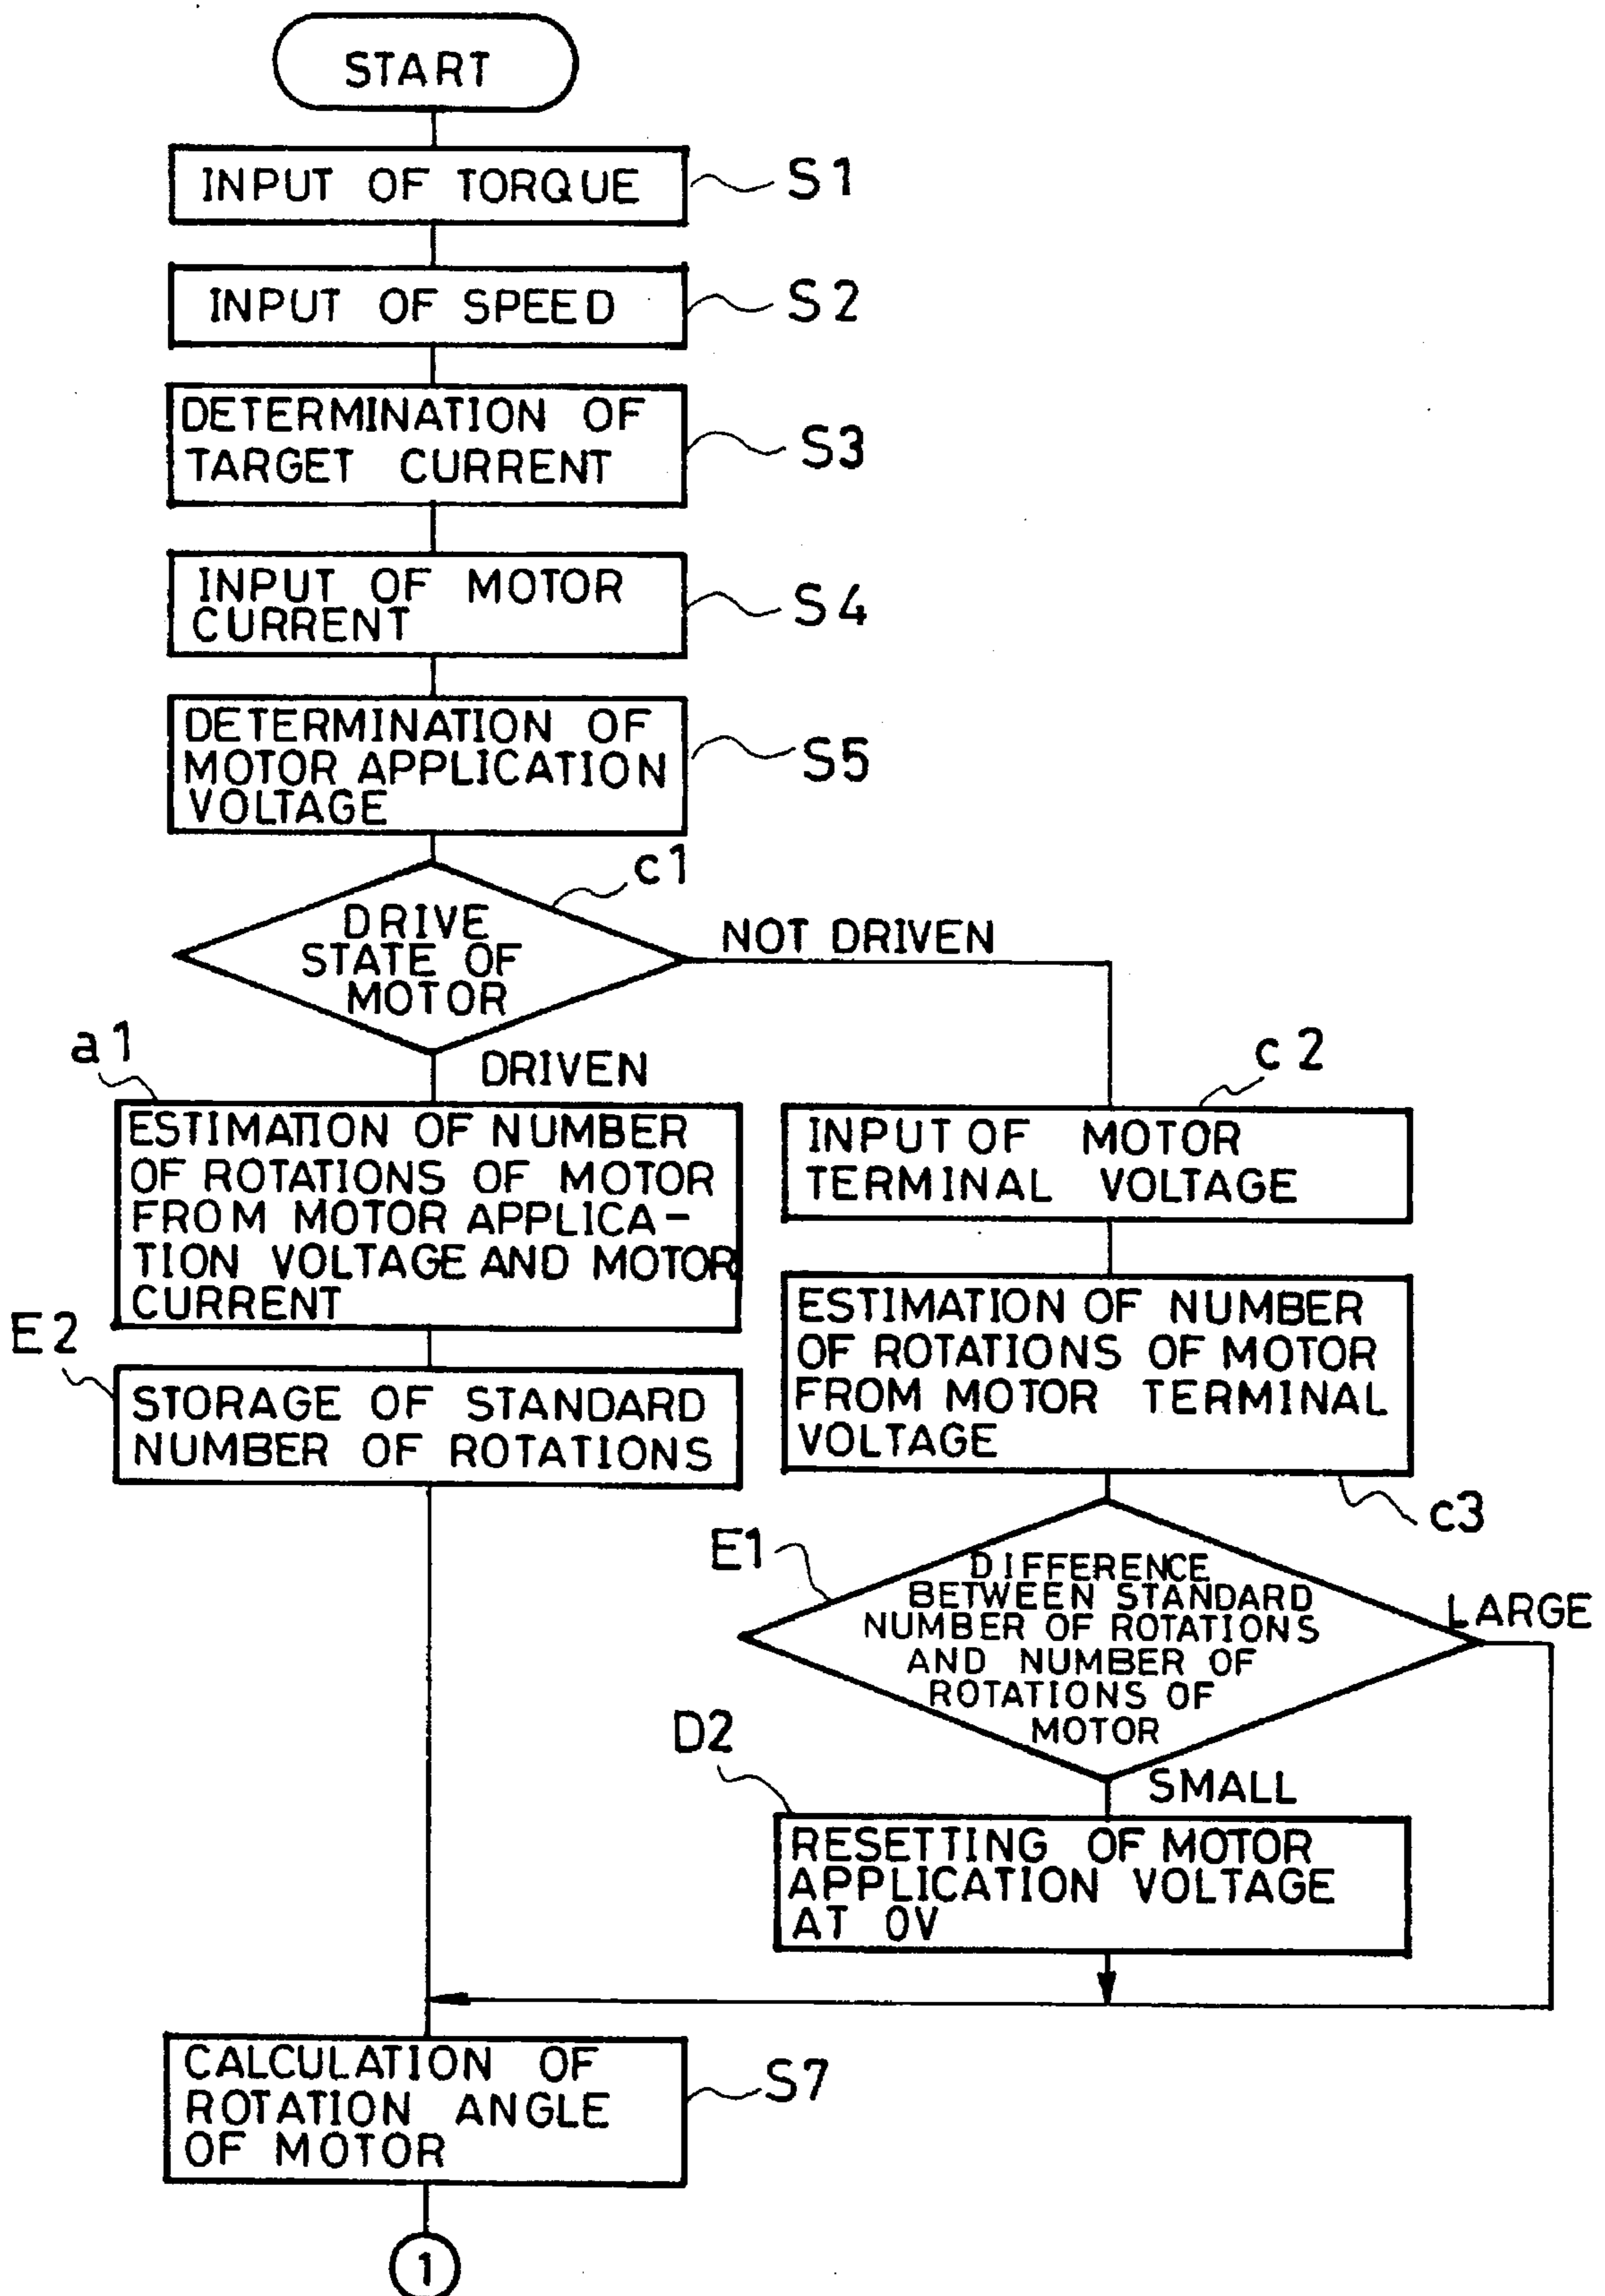 START
INPUT OF TORQUE
S1
INPUT OF SPEED
S2
DETERMINATION OF
TARGET CURRENT
S3
INPUT OF MOTOR
CURRENT
S4
DETERMINATION OF
MOTOR APPLICATION
VOLTAGE
S5
c1
DRIVE
STATE OF
MOTOR
NOT DRIVEN
DRIVEN
a1
ESTIMATION OF NUMBER
OF ROTATIONS OF MOTOR
FROM MOTOR APPLICA-
TION VOLTAGE AND MOTOR
CURRENT
E2
STORAGE OF STANDARD
NUMBER OF ROTATIONS
c2
INPUT OF MOTOR
TERMINAL VOLTAGE
ESTIMATION OF NUMBER
OF ROTATIONS OF MOTOR
FROM MOTOR TERMINAL
VOLTAGE
c3
E1
DIFFERENCE
BETWEEN STANDARD
NUMBER OF ROTATIONS
AND NUMBER OF
ROTATIONS OF
MOTOR
LARGE
SMALL
D2
RESETTING OF MOTOR
APPLICATION VOLTAGE
AT 0V
CALCULATION OF
ROTATION ANGLE
OF MOTOR
S7
1